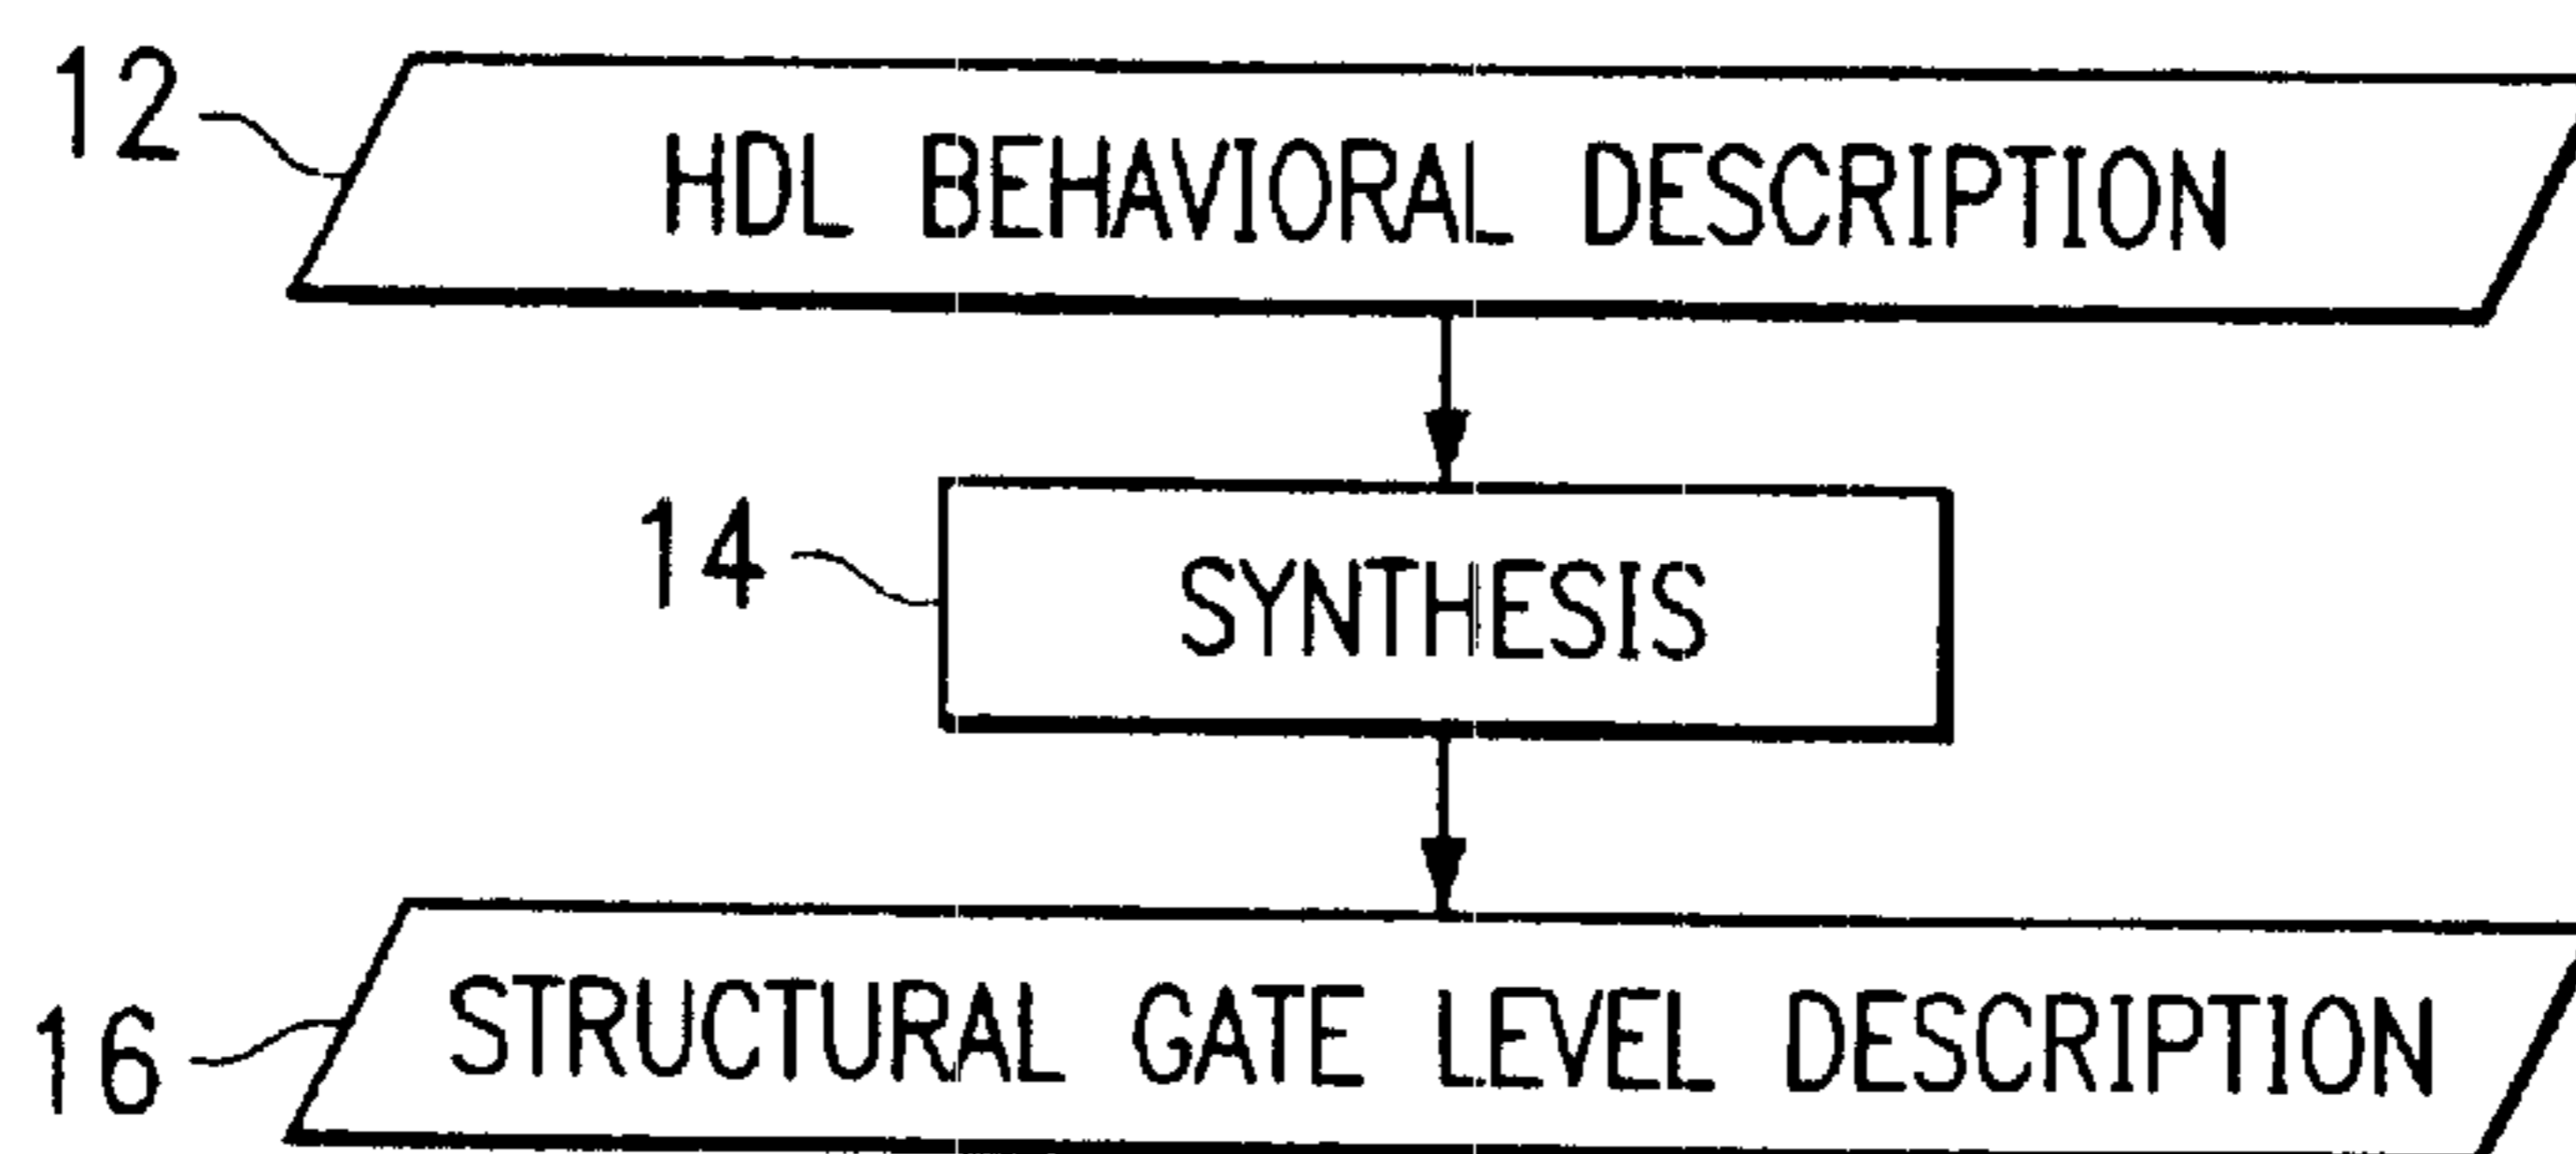 12 HDL BEHAVIORAL DESCRIPTION
14 SYNTHESIS
16 STRUCTURAL GATE LEVEL DESCRIPTION